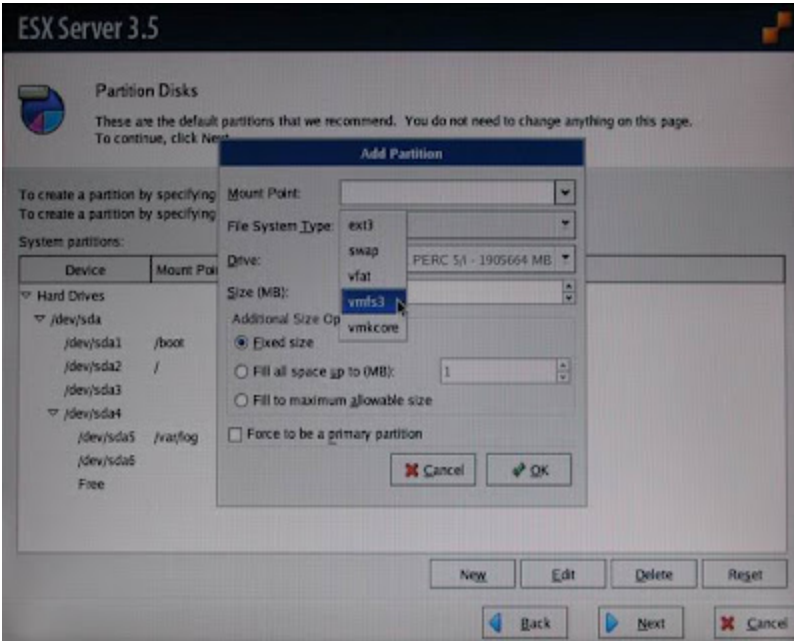 ESX Server 3.5
Partition Disks
These are the default partitions that we recommend. You do not need to change anything on this page.
To continue, click Next
Add Partition
To create a partition by specifying
To create a partition by specifying
Mount Point:
File System Type:
ext3
swap
vfat
vmfs3
vmkcore
Drive:
PERC 5/i - 1905664 MB
Size (MB):
Additional Size Op
Fixed size
Fill all space up to (MB):
1
Fill to maximum allowable size
Force to be a primary partition
Cancel
OK
System partitions:
Device
Mount Poi
Hard Drives
/dev/sda
/dev/sda1 /boot
/dev/sda2 /
/dev/sda3
/dev/sda4
/dev/sda5 /var/log
/dev/sda6
Free
New
Edit
Delete
Reset
Back
Next
Cancel